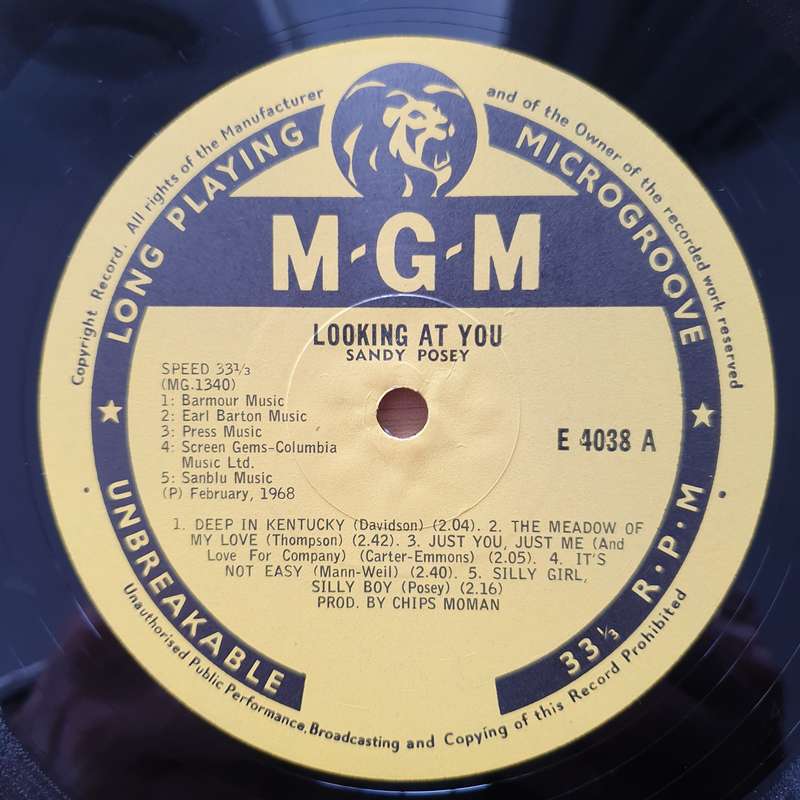 Copyright Record. All rights of the Manufacturer and of the Owner of the recorded work reserved
LONG PLAYING MICROGROOVE
M-G-M
LOOKING AT YOU
SANDY POSEY
SPEED 33⅓
(MG.1340)
1: Barmour Music
2: Earl Barton Music
3: Press Music
4: Screen Gems-Columbia
Music Ltd.
5: Sanblu Music
(P) February, 1968
E 4038 A
1. DEEP IN KENTUCKY (Davidson) (2.04). 2. THE MEADOW OF
MY LOVE (Thompson) (2.42). 3. JUST YOU, JUST ME (And
Love For Company) (Carter-Emmons) (2.05). 4. IT'S
NOT EASY (Mann-Weil) (2.40). 5. SILLY GIRL,
SILLY BOY (Posey) (2.16)
PROD. BY CHIPS MOMAN
UNBREAKABLE
33⅓ R·P·M
Unauthorised Public Performance, Broadcasting and Copying of this Record Prohibited